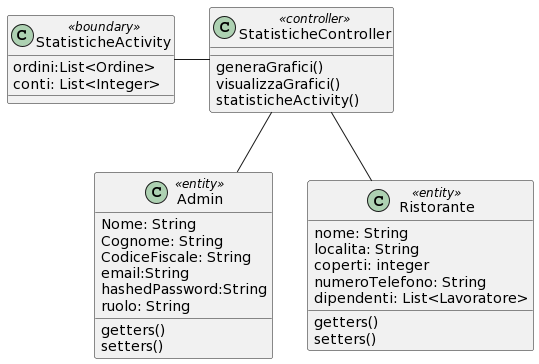 C
«boundary»
StatisticheActivity
ordini:List<Ordine>
conti: List<Integer>
C
«controller»
StatisticheController
generaGrafici()
visualizzaGrafici()
statisticheActivity()
C
«entity»
Admin
Nome: String
Cognome: String
CodiceFiscale: String
email:String
hashedPassword:String
ruolo: String
getters()
setters()
C
«entity»
Ristorante
nome: String
localita: String
coperti: integer
numeroTelefono: String
dipendenti: List<Lavoratore>
getters()
setters()